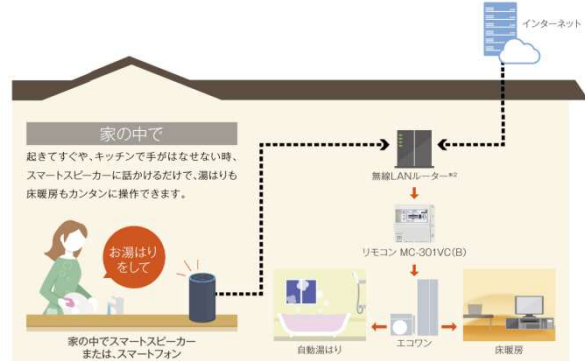 インターネット
家の中で
起きてすぐや、キッチンで手がはなせない時、
スマートスピーカーに話かけるだけで、湯はりも
床暖房もカンタンに操作できます。
無線LANルーター※2
リモコン MC-301VC(B)
お湯はり
をして
自動湯はり
エコワン
床暖房
家の中でスマートスピーカー
または、スマートフォン